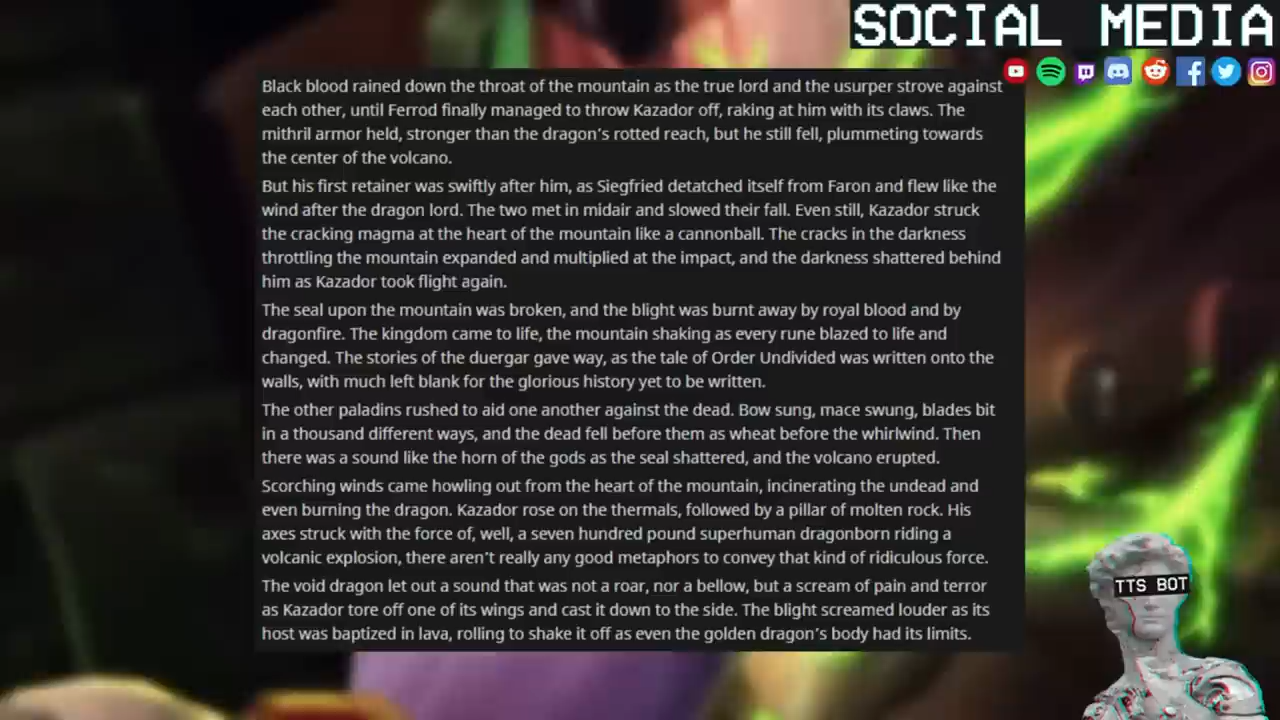 SOCIAL MEDIA
Black blood rained down the throat of the mountain as the true lord and the usurper strove against
each other, until Ferrod finally managed to throw Kazador off, raking at him with its claws. The
mithril armor held, stronger than the dragon's rotted reach, but he still fell, plummeting towards
the center of the volcano.
But his first retainer was swiftly after him, as Siegfried detatched itself from Faron and flew like the
wind after the dragon lord. The two met in midair and slowed their fall. Even still, Kazador struck
the cracking magma at the heart of the mountain like a cannonball. The cracks in the darkness
throttling the mountain expanded and multiplied at the impact, and the darkness shattered behind
him as Kazador took flight again.
The seal upon the mountain was broken, and the blight was burnt away by royal blood and by
dragonfire. The kingdom came to life, the mountain shaking as every rune blazed to life and
changed. The stories of the duergar gave way, as the tale of Order Undivided was written onto the
walls, with much left blank for the glorious history yet to be written.
The other paladins rushed to aid one another against the dead. Bow sung, mace swung, blades bit
in a thousand different ways, and the dead fell before them as wheat before the whirlwind. Then
there was a sound like the horn of the gods as the seal shattered, and the volcano erupted.
Scorching winds came howling out from the heart of the mountain, incinerating the undead and
even burning the dragon. Kazador rose on the thermals, followed by a pillar of molten rock. His
axes struck with the force of, well, a seven hundred pound superhuman dragonborn riding a
volcanic explosion, there aren't really any good metaphors to convey that kind of ridiculous force.
The void dragon let out a sound that was not a roar, nor a bellow, but a scream of pain and terror
as Kazador tore off one of its wings and cast it down to the side. The blight screamed louder as its
host was baptized in lava, rolling to shake it off as even the golden dragon's body had its limits.
TTS BOT